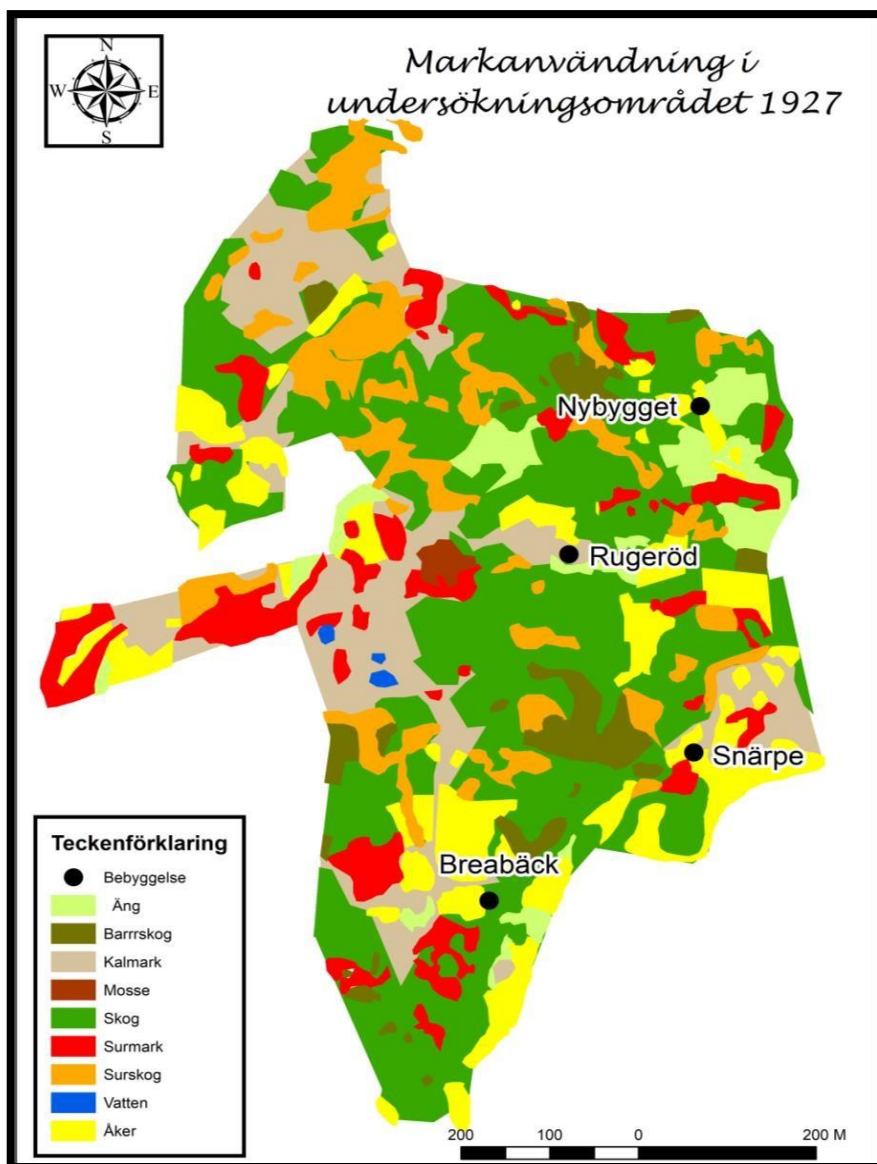 N
W E
S
Markanvändning i
undersökningsområdet 1927
Nybygget
Rugeröd
Snärpe
Breabäck
Teckenförklaring
Bebyggelse
Äng
Barrrskog
Kalmark
Mosse
Skog
Surmark
Surskog
Vatten
Åker
200 100 0 200 M